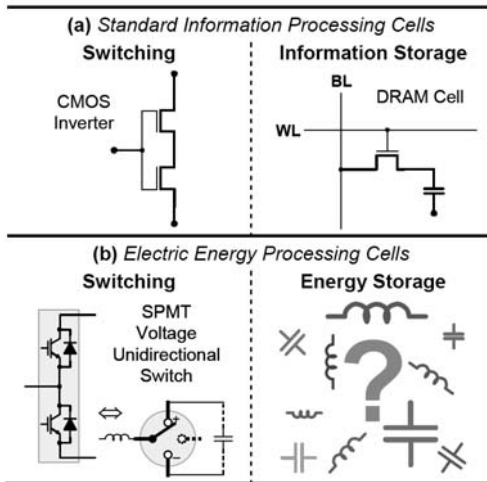 (a) Standard Information Processing Cells
Switching
Information Storage
CMOS
Inverter
BL
DRAM Cell
WL
(b) Electric Energy Processing Cells
Switching
Energy Storage
SPMT
Voltage
Unidirectional
Switch
⇔
+
−
?